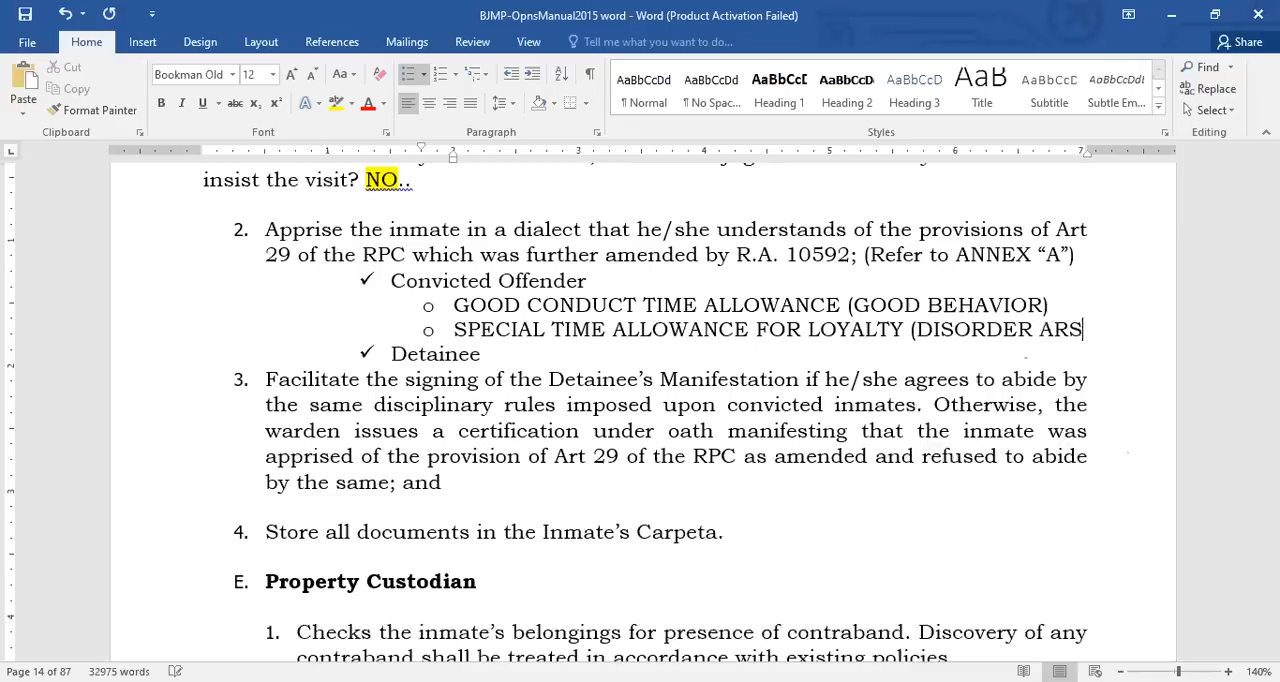 BJMP-OpnsManual2015 word - Word (Product Activation Failed)
File Home Insert Design Layout References Mailings Review View Tell me what you want to do... Share
Paste Cut Copy Format Painter
Bookman Old 12
AaBbCcDd AaBbCcDd AaBbCcI AaBbCcDd AaBbCcD AaB AaBbCcD AaBbCcDd
¶ Normal ¶ No Spac... Heading 1 Heading 2 Heading 3 Title Subtitle Subtle Em...
Find Replace Select
Clipboard Font Paragraph Styles Editing
1 2 3 4 5 6 7
insist the visit? NO..
2. Apprise the inmate in a dialect that he/she understands of the provisions of Art
29 of the RPC which was further amended by R.A. 10592; (Refer to ANNEX “A”)
✓ Convicted Offender
o GOOD CONDUCT TIME ALLOWANCE (GOOD BEHAVIOR)
o SPECIAL TIME ALLOWANCE FOR LOYALTY (DISORDER ARS
✓ Detainee
3. Facilitate the signing of the Detainee’s Manifestation if he/she agrees to abide by
the same disciplinary rules imposed upon convicted inmates. Otherwise, the
warden issues a certification under oath manifesting that the inmate was
apprised of the provision of Art 29 of the RPC as amended and refused to abide
by the same; and
4. Store all documents in the Inmate’s Carpeta.
E. Property Custodian
1. Checks the inmate’s belongings for presence of contraband. Discovery of any
contraband shall be treated in accordance with existing policies.
Page 14 of 87 32975 words 140%